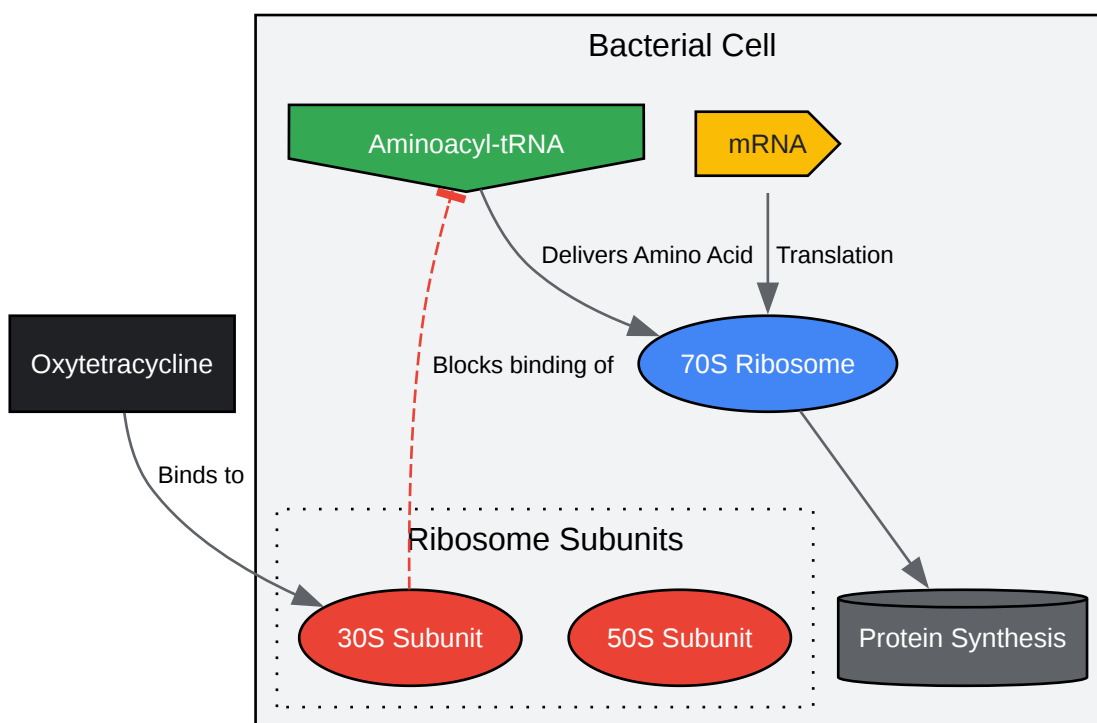 Bacterial Cell
Aminoacyl-tRNA
mRNA
Delivers Amino Acid
Translation
Oxytetracycline
Blocks binding of
70S Ribosome
Binds to
Ribosome Subunits
30S Subunit
50S Subunit
Protein Synthesis